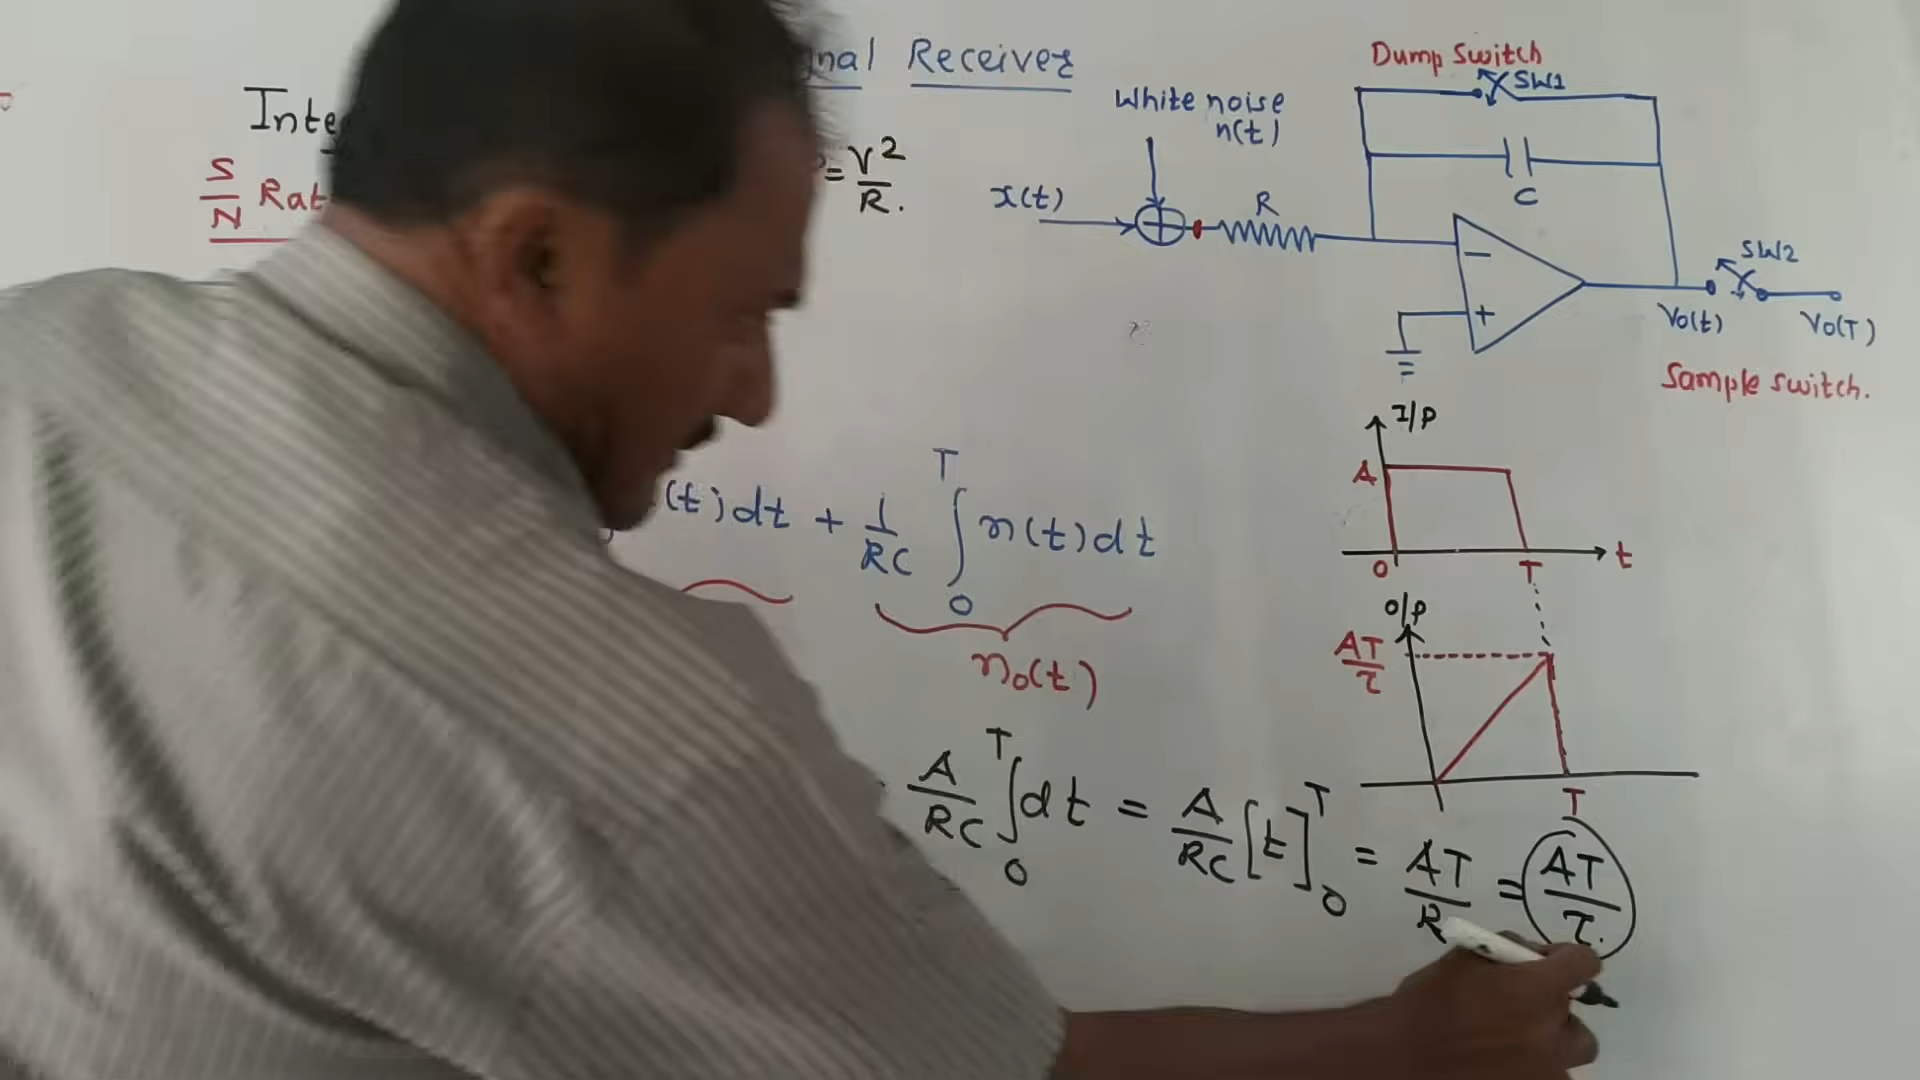 Receiver
Inte
S/N Rat
= V²/R.
White noise
n(t)
x(t)
R
Dump Switch
SW1
C
−
+
SW2
Vo(t)
Vo(T)
Sample switch.
I/P
A
0
T
t
(t)dt + 1/RC ∫₀ᵀ n(t)dt
no(t)
O/P
AT/τ
T
A/RC ∫₀ᵀ dt = A/RC [t]₀ᵀ = AT/R = AT/τ.